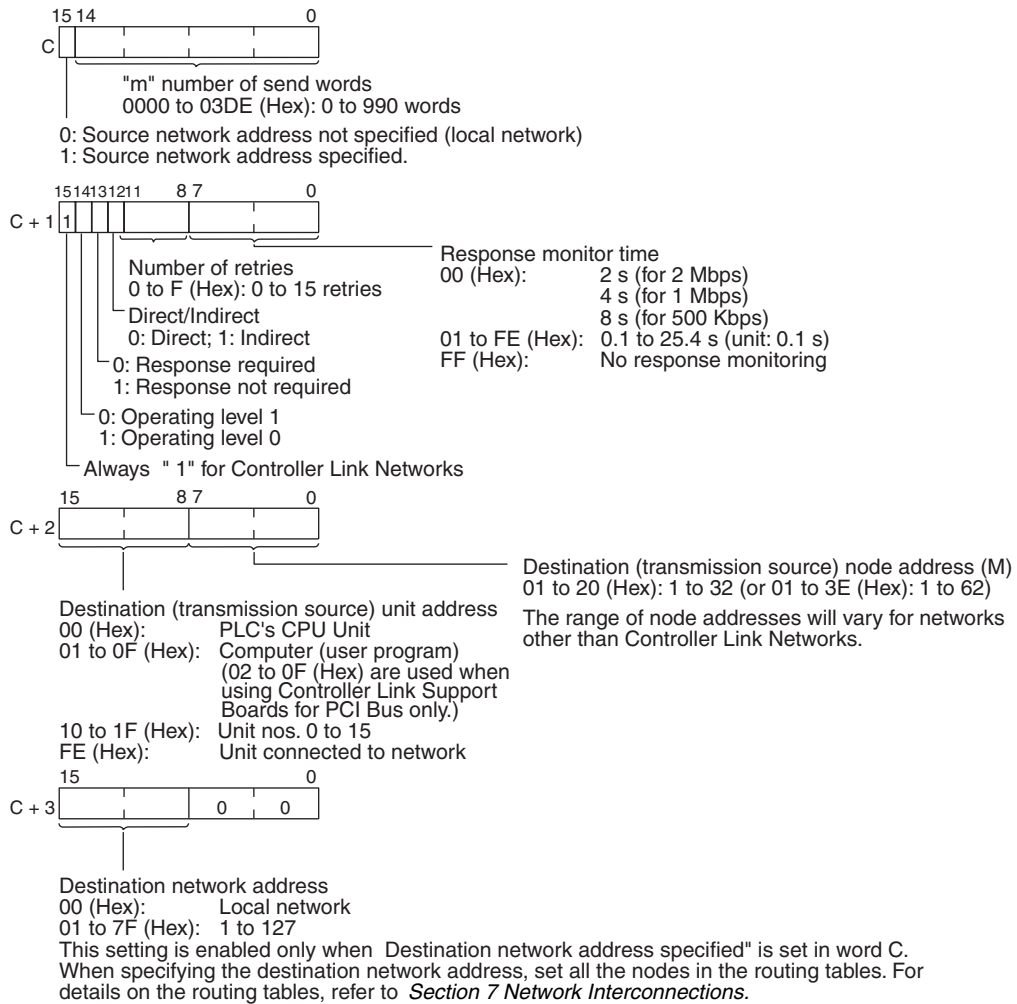 15 14 0
C
"m" number of send words
0000 to 03DE (Hex): 0 to 990 words
0: Source network address not specified (local network)
1: Source network address specified.
15 14 13 12 11 8 7 0
C + 1 1
Response monitor time
00 (Hex): 2 s (for 2 Mbps)
4 s (for 1 Mbps)
8 s (for 500 Kbps)
01 to FE (Hex): 0.1 to 25.4 s (unit: 0.1 s)
FF (Hex): No response monitoring
Number of retries
0 to F (Hex): 0 to 15 retries
Direct/Indirect
0: Direct; 1: Indirect
0: Response required
1: Response not required
0: Operating level 1
1: Operating level 0
Always " 1" for Controller Link Networks
15 8 7 0
C + 2
Destination (transmission source) node address (M)
01 to 20 (Hex): 1 to 32 (or 01 to 3E (Hex): 1 to 62)
The range of node addresses will vary for networks
other than Controller Link Networks.
Destination (transmission source) unit address
00 (Hex): PLC's CPU Unit
01 to 0F (Hex): Computer (user program)
(02 to 0F (Hex) are used when
using Controller Link Support
Boards for PCI Bus only.)
10 to 1F (Hex): Unit nos. 0 to 15
FE (Hex): Unit connected to network
15 0
C + 3 0 0
Destination network address
00 (Hex): Local network
01 to 7F (Hex): 1 to 127
This setting is enabled only when Destination network address specified" is set in word C.
When specifying the destination network address, set all the nodes in the routing tables. For
details on the routing tables, refer to Section 7 Network Interconnections.